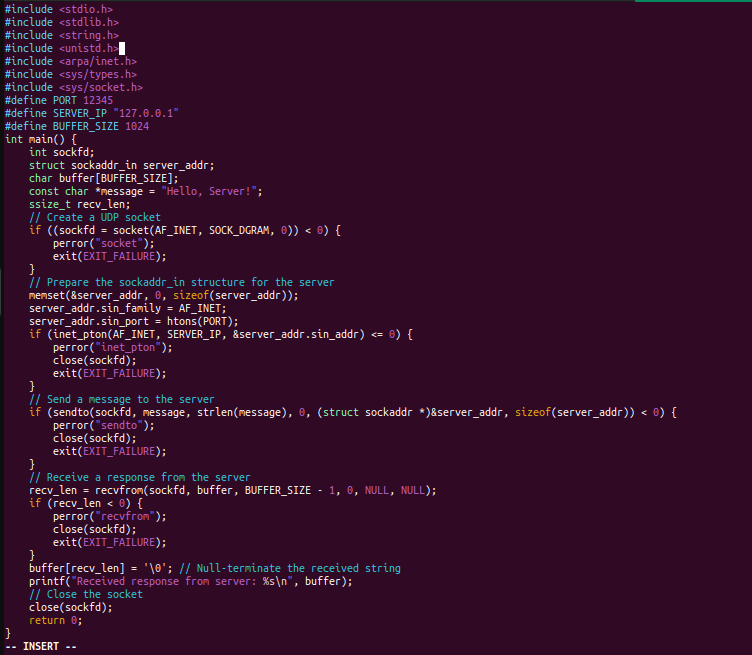 #include <stdio.h>
#include <stdlib.h>
#include <string.h>
#include <unistd.h>
#include <arpa/inet.h>
#include <sys/types.h>
#include <sys/socket.h>
#define PORT 12345
#define SERVER_IP "127.0.0.1"
#define BUFFER_SIZE 1024
int main() {
    int sockfd;
    struct sockaddr_in server_addr;
    char buffer[BUFFER_SIZE];
    const char *message = "Hello, Server!";
    ssize_t recv_len;
    // Create a UDP socket
    if ((sockfd = socket(AF_INET, SOCK_DGRAM, 0)) < 0) {
        perror("socket");
        exit(EXIT_FAILURE);
    }
    // Prepare the sockaddr_in structure for the server
    memset(&server_addr, 0, sizeof(server_addr));
    server_addr.sin_family = AF_INET;
    server_addr.sin_port = htons(PORT);
    if (inet_pton(AF_INET, SERVER_IP, &server_addr.sin_addr) <= 0) {
        perror("inet_pton");
        close(sockfd);
        exit(EXIT_FAILURE);
    }
    // Send a message to the server
    if (sendto(sockfd, message, strlen(message), 0, (struct sockaddr *)&server_addr, sizeof(server_addr)) < 0) {
        perror("sendto");
        close(sockfd);
        exit(EXIT_FAILURE);
    }
    // Receive a response from the server
    recv_len = recvfrom(sockfd, buffer, BUFFER_SIZE - 1, 0, NULL, NULL);
    if (recv_len < 0) {
        perror("recvfrom");
        close(sockfd);
        exit(EXIT_FAILURE);
    }
    buffer[recv_len] = '\0'; // Null-terminate the received string
    printf("Received response from server: %s\n", buffer);
    // Close the socket
    close(sockfd);
    return 0;
}
-- INSERT --